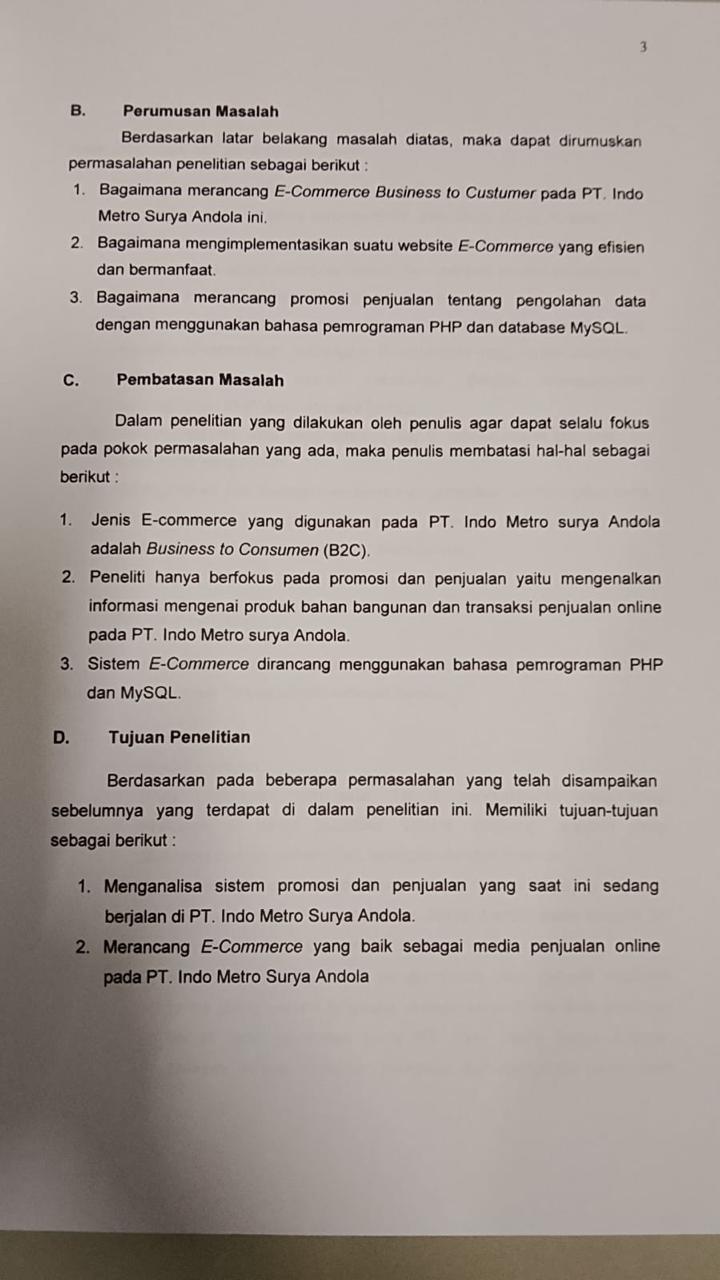 3
B. Perumusan Masalah
Berdasarkan latar belakang masalah diatas, maka dapat dirumuskan
permasalahan penelitian sebagai berikut :
1. Bagaimana merancang E-Commerce Business to Custumer pada PT. Indo
Metro Surya Andola ini.
2. Bagaimana mengimplementasikan suatu website E-Commerce yang efisien
dan bermanfaat.
3. Bagaimana merancang promosi penjualan tentang pengolahan data
dengan menggunakan bahasa pemrograman PHP dan database MySQL.
C. Pembatasan Masalah
Dalam penelitian yang dilakukan oleh penulis agar dapat selalu fokus
pada pokok permasalahan yang ada, maka penulis membatasi hal-hal sebagai
berikut :
1. Jenis E-commerce yang digunakan pada PT. Indo Metro surya Andola
adalah Business to Consumen (B2C).
2. Peneliti hanya berfokus pada promosi dan penjualan yaitu mengenalkan
informasi mengenai produk bahan bangunan dan transaksi penjualan online
pada PT. Indo Metro surya Andola.
3. Sistem E-Commerce dirancang menggunakan bahasa pemrograman PHP
dan MySQL.
D. Tujuan Penelitian
Berdasarkan pada beberapa permasalahan yang telah disampaikan
sebelumnya yang terdapat di dalam penelitian ini. Memiliki tujuan-tujuan
sebagai berikut :
1. Menganalisa sistem promosi dan penjualan yang saat ini sedang
berjalan di PT. Indo Metro Surya Andola.
2. Merancang E-Commerce yang baik sebagai media penjualan online
pada PT. Indo Metro Surya Andola